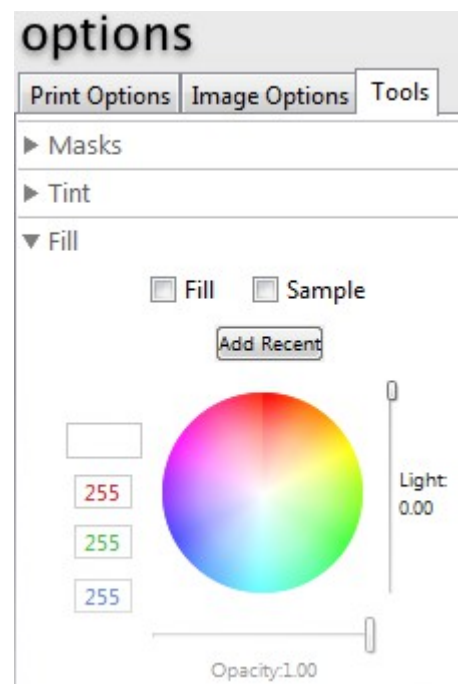 options
Print Options Image Options Tools
Masks
Tint
Fill
Fill Sample
Add Recent
255
Light:
0.00
255
255
Opacity:1.00